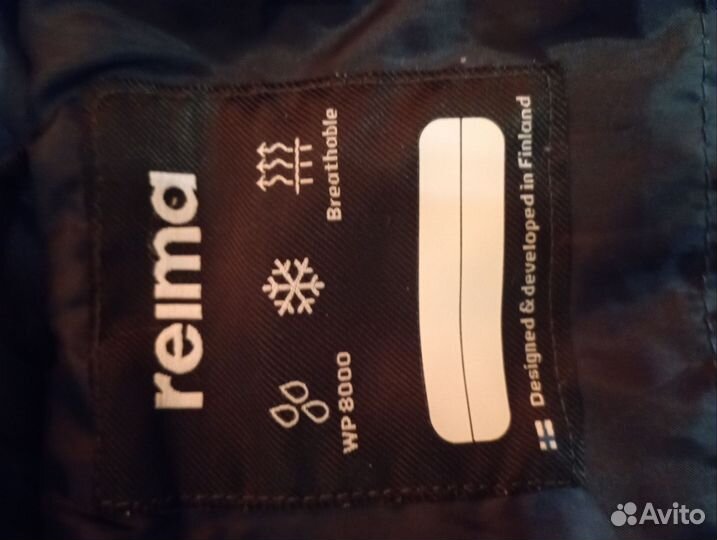 reima
WP 8000
Breathable
Designed & developed in Finland
Avito